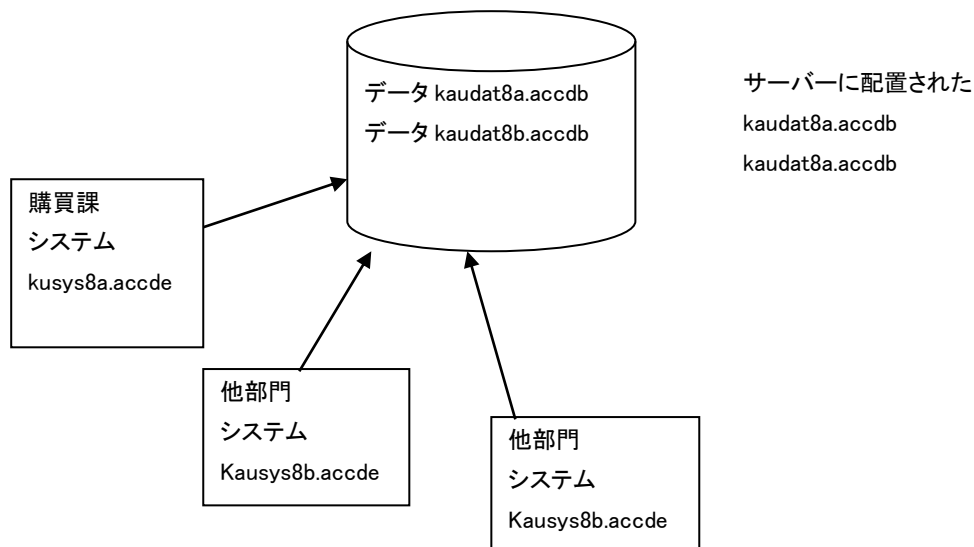 データ kaudat8a.accdb
データ kaudat8b.accdb
サーバーに配置された
kaudat8a.accdb
kaudat8a.accdb
購買課
システム
kusys8a.accde
他部門
システム
Kausys8b.accde
他部門
システム
Kausys8b.accde